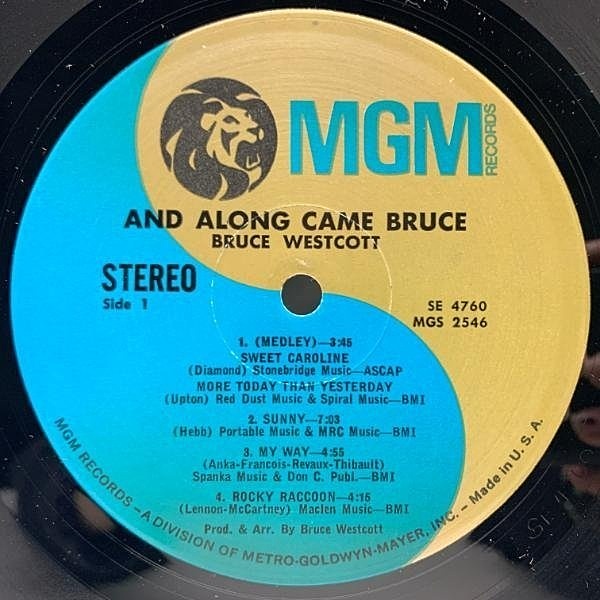 MGM
RECORDS
AND ALONG CAME BRUCE
BRUCE WESTCOTT
STEREO
Side 1
SE 4760
MGS 2546
1. (MEDLEY)—3:45
SWEET CAROLINE
(Diamond) Stonebridge Music—ASCAP
MORE TODAY THAN YESTERDAY
(Upton) Red Dust Music & Spiral Music—BMI
2. SUNNY—7:03
(Hebb) Portable Music & MRC Music—BMI
3. MY WAY—4:55
(Anka-Francois-Revaux-Thibault)
Spanka Music & Don C. Publ.—BMI
4. ROCKY RACCOON—4:16
(Lennon-McCartney) Maclen Music—BMI
Prod. & Arr. By Bruce Westcott
MGM RECORDS —A DIVISION OF METRO-GOLDWYN-MAYER, INC. — Made in U. S. A.